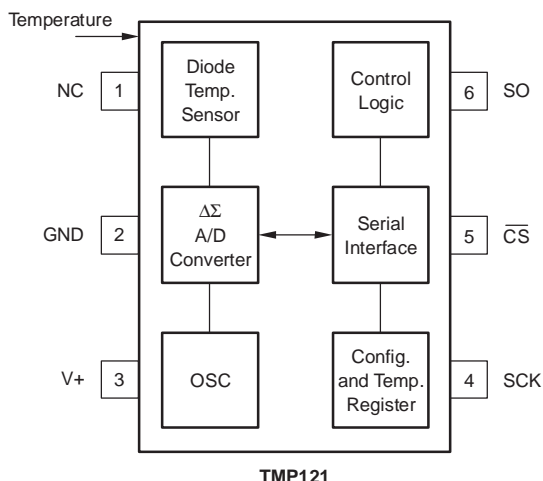 Temperature
NC
1
Diode
Temp.
Sensor
Control
Logic
6
SO
GND
2
ΔΣ
A/D
Converter
Serial
Interface
5
C̅S̅
V+
3
OSC
Config.
and Temp.
Register
4
SCK
TMP121